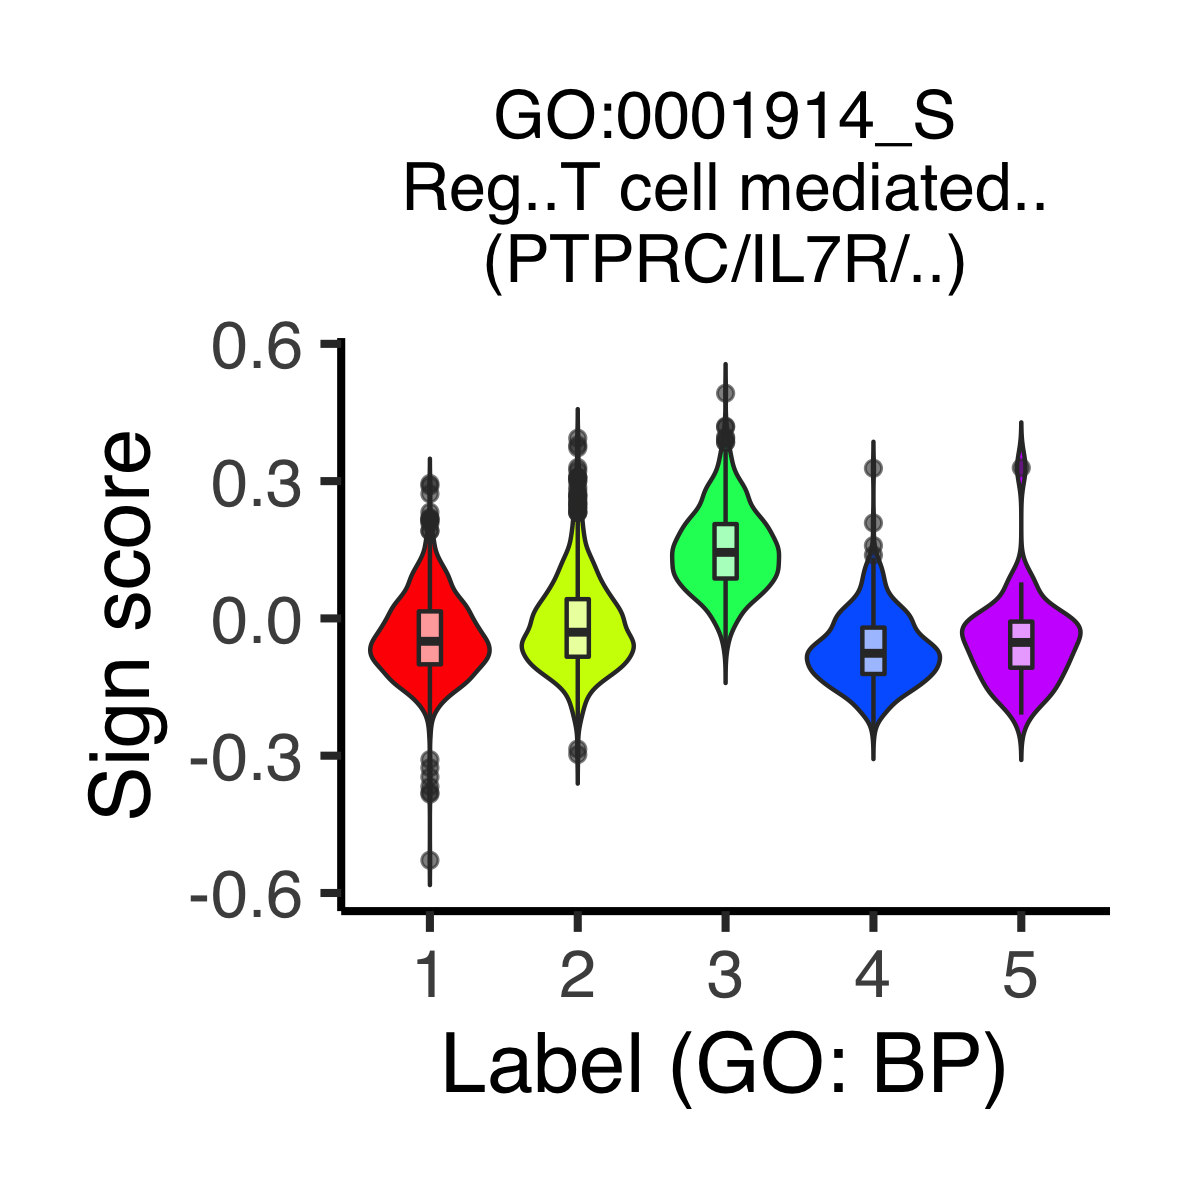 GO:0001914_S
Reg..T cell mediated..
(PTPRC/IL7R/..)
Sign score
0.6
0.3
0.0
-0.3
-0.6
1 2 3 4 5
Label (GO: BP)